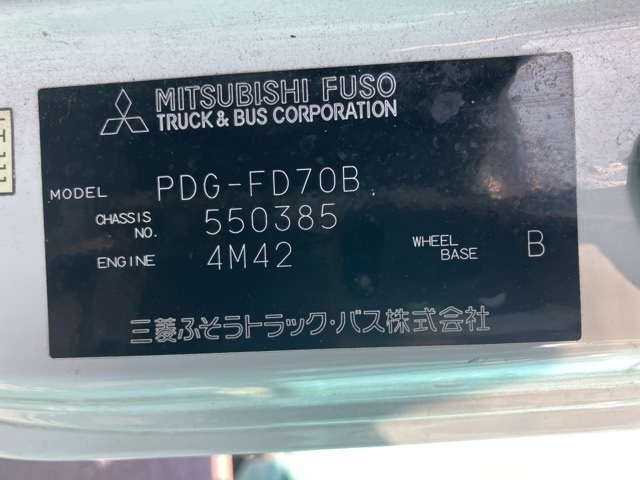 MITSUBISHI FUSO
TRUCK & BUS CORPORATION
MODEL PDG-FD70B
CHASSIS NO. 550385
ENGINE 4M42 WHEEL BASE B
三菱ふそうトラック・バス株式会社